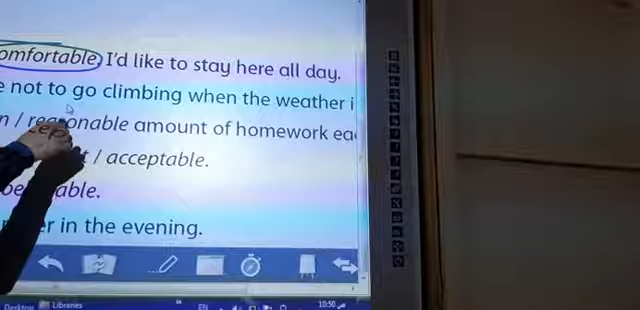 omfortable, I'd like to stay here all day.
e not to go climbing when the weather i
n / reasonable amount of homework ea
t / acceptable.
able.
r in the evening.
Desktop Libraries EN 10:50